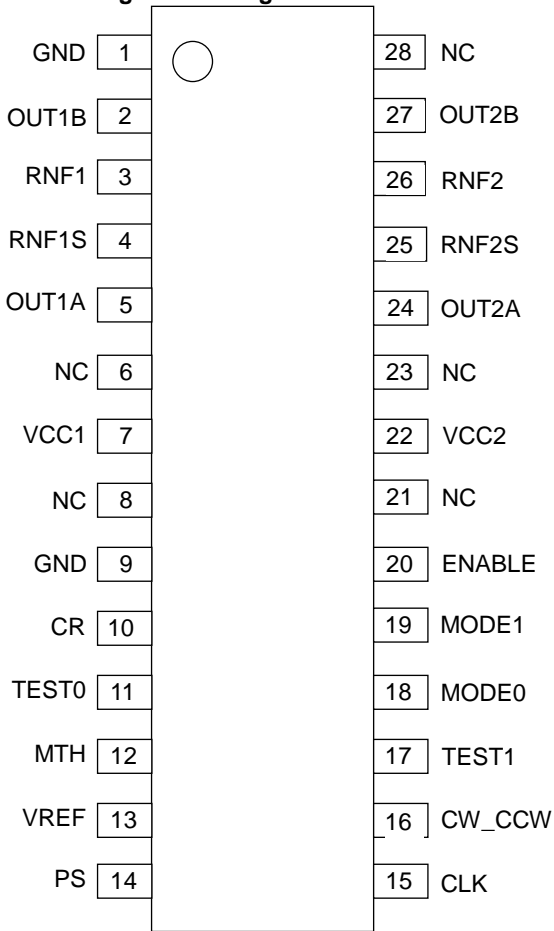 GND 1 28 NC
OUT1B 2 27 OUT2B
RNF1 3 26 RNF2
RNF1S 4 25 RNF2S
OUT1A 5 24 OUT2A
NC 6 23 NC
VCC1 7 22 VCC2
NC 8 21 NC
GND 9 20 ENABLE
CR 10 19 MODE1
TEST0 11 18 MODE0
MTH 12 17 TEST1
VREF 13 16 CW_CCW
PS 14 15 CLK